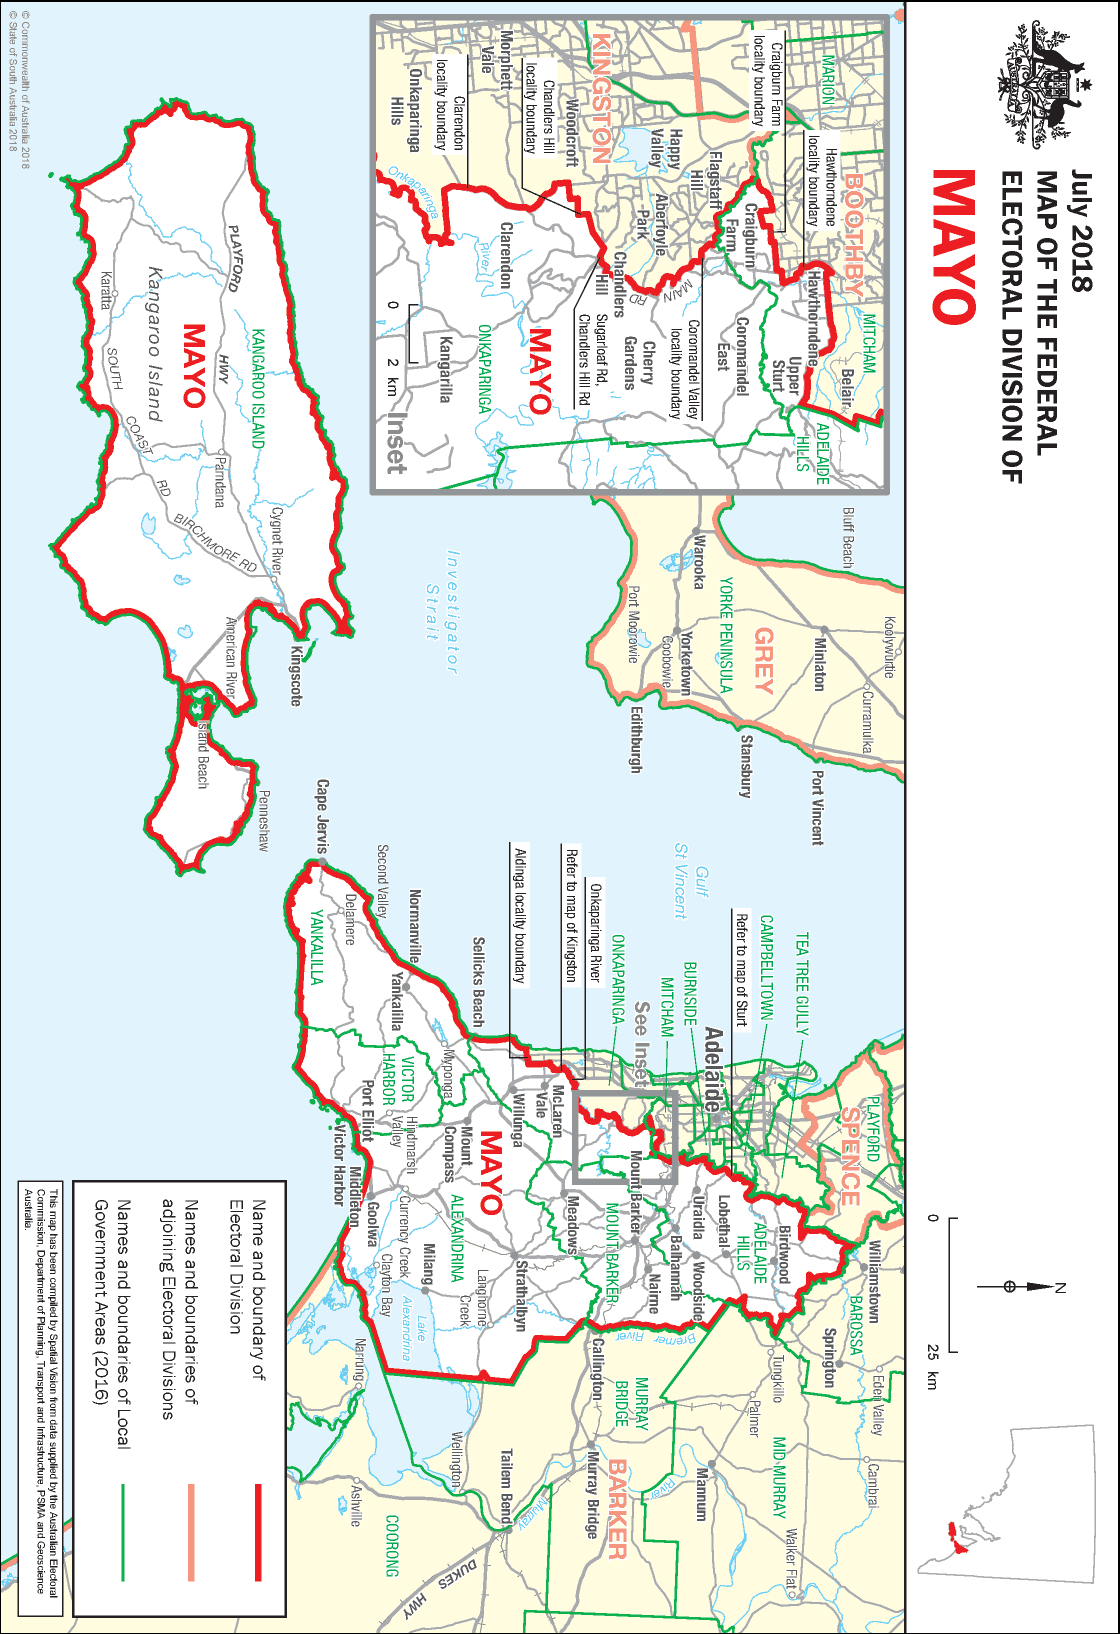 July 2018
MAP OF THE FEDERAL
ELECTORAL DIVISION OF
MAYO
N
0
25 km
MARION
Craigburn Farm
locality boundary
Hawthorndene
locality boundary
BOOTHBY
MITCHAM
KINGSTON
Happy
Valley
Flagstaff
Hill
Craigburn
Farm
Hawthorndene
Belair
Morphett
Vale
Woodcroft
Aberfoyle
Park
Upper
Sturt
ADELAIDE
HILLS
Chandlers Hill
locality boundary
Coromandel
East
MAIN
RD
Coromandel Valley
locality boundary
Clarendon
locality boundary
Chandlers
Hill
Cherry
Gardens
Sugarloaf Rd,
Chandlers Hill Rd
Onkaparinga
Hills
Onkaparinga
River
Clarendon
MAYO
ONKAPARINGA
Kangarilla
0
2 km
Inset
Bluff Beach
Koolywurtie
Warooka
YORKE PENINSULA
GREY
Minlaton
Curramulka
Port Moorowie
Coobowie
Yorketown
Edithburgh
Stansbury
Port Vincent
Investigator
Strait
Gulf
St Vincent
PLAYFORD
HWY
KANGAROO ISLAND
Kangaroo Island
MAYO
Karatta
SOUTH
COAST
RD
Parndana
BIRCHMORE RD
Cygnet River
American River
Kingscote
Island Beach
Penneshaw
TEA TREE GULLY
CAMPBELLTOWN
Refer to map of Sturt
BURNSIDE
MITCHAM
Adelaide
See Inset
ONKAPARINGA
Onkaparinga River
Refer to map of Kingston
Aldinga locality boundary
PLAYFORD
SPENCE
Williamstown
BAROSSA
Springton
Eden Valley
Cambrai
Birdwood
ADELAIDE
HILLS
Lobethal
Uraidla
Woodside
Balhannah
Mount Barker
Nairne
MOUNT BARKER
Meadows
Tungkillo
Palmer
MID MURRAY
Walker Flat
Mannum
River
Bremer River
Callington
MURRAY
BRIDGE
BARKER
Murray Bridge
McLaren
Vale
Willunga
MAYO
Sellicks Beach
Myponga
Mount
Compass
ALEXANDRINA
Strathalbyn
Langhorne
Creek
Milang
Normanville
Yankalilla
VICTOR
HARBOR
Hindmarsh
Valley
Currency Creek
Clayton Bay
Lake
Alexandrina
Second Valley
Delamere
YANKALILLA
Cape Jervis
Port Elliot
Victor Harbor
Middleton
Goolwa
Narrung
Wellington
Tailem Bend
Murray
Ashville
COORONG
DUKES
HWY
Name and boundary of
Electoral Division
Names and boundaries of
adjoining Electoral Divisions
Names and boundaries of Local
Government Areas (2016)
This map has been compiled by Spatial Vision from data supplied by the Australian Electoral
Commission, Department of Planning, Transport and Infrastructure, PSMA and Geoscience
Australia.
© Commonwealth of Australia 2018
© State of South Australia 2018